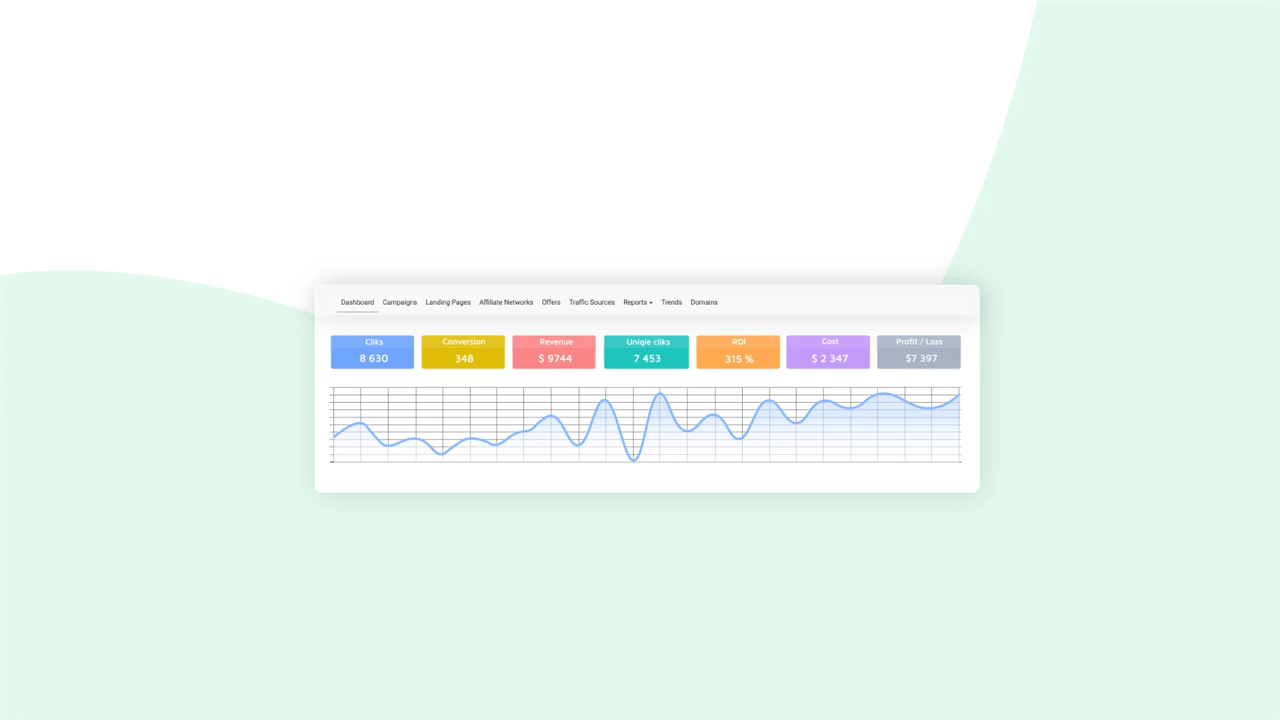 Dashboard Campaigns Landing Pages Affiliate Networks Offers Traffic Sources Reports Trends Domains
Cliks Conversion Revenue Uniqie cliks ROI Cost Profit / Loss
8 630 348 $ 9744 7 453 315 % $ 2 347 $7 397